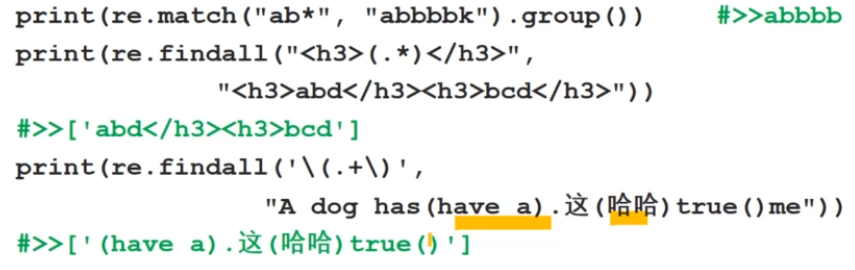 print(re.match("ab*", "abbbbk").group()) #>>abbbb
print(re.findall("<h3>(.*)</h3>",
"<h3>abd</h3><h3>bcd</h3>"))
#>>['abd</h3><h3>bcd']
print(re.findall('\(.+\)',
"A dog has(have a).这(哈哈)true()me"))
#>>['(have a).这(哈哈)true()']